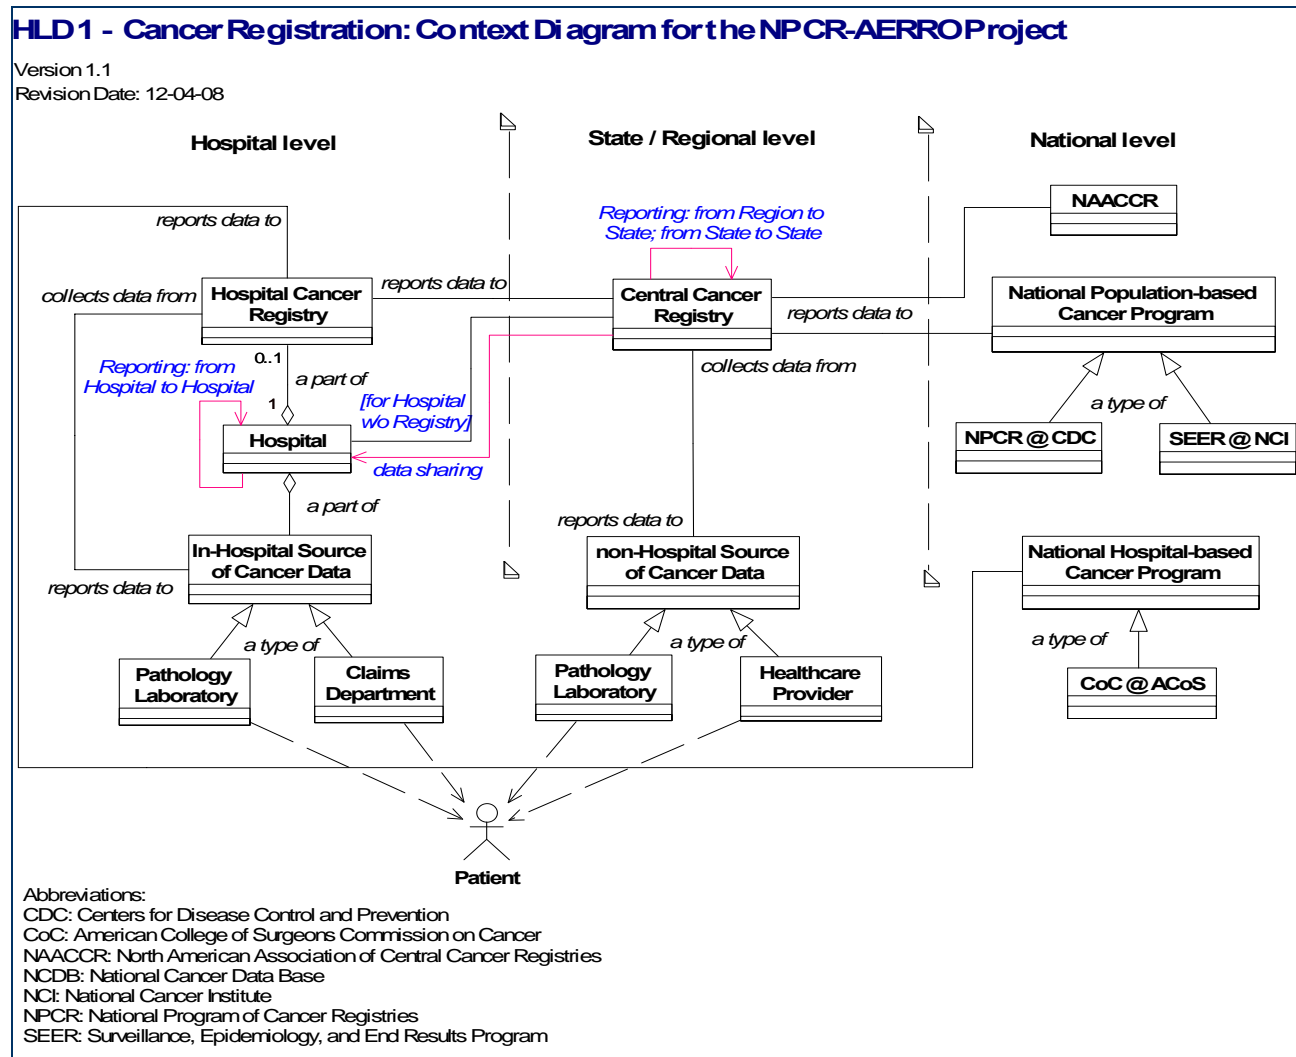 HLD1 - Cancer Registration: Context Diagram for the NPCR-AERRO Project
Version 1.1
Revision Date: 12-04-08
Hospital level
State / Regional level
National level
reports data to
Reporting: from Region to
State; from State to State
NAACCR
collects data from
Hospital Cancer
Registry
reports data to
Central Cancer
Registry
reports data to
National Population-based
Cancer Program
collects data from
0..1
Reporting: from
Hospital to Hospital
a part of
1
[for Hospital
w/o Registry]
a type of
Hospital
NPCR @ CDC
SEER @ NCI
data sharing
a part of
reports data to
In-Hospital Source
of Cancer Data
non-Hospital Source
of Cancer Data
National Hospital-based
Cancer Program
reports data to
a type of
a type of
a type of
Pathology
Laboratory
Claims
Department
Pathology
Laboratory
Healthcare
Provider
CoC @ ACoS
Patient
Abbreviations:
CDC: Centers for Disease Control and Prevention
CoC: American College of Surgeons Commission on Cancer
NAACCR: North American Association of Central Cancer Registries
NCDB: National Cancer Data Base
NCI: National Cancer Institute
NPCR: National Program of Cancer Registries
SEER: Surveillance, Epidemiology, and End Results Program